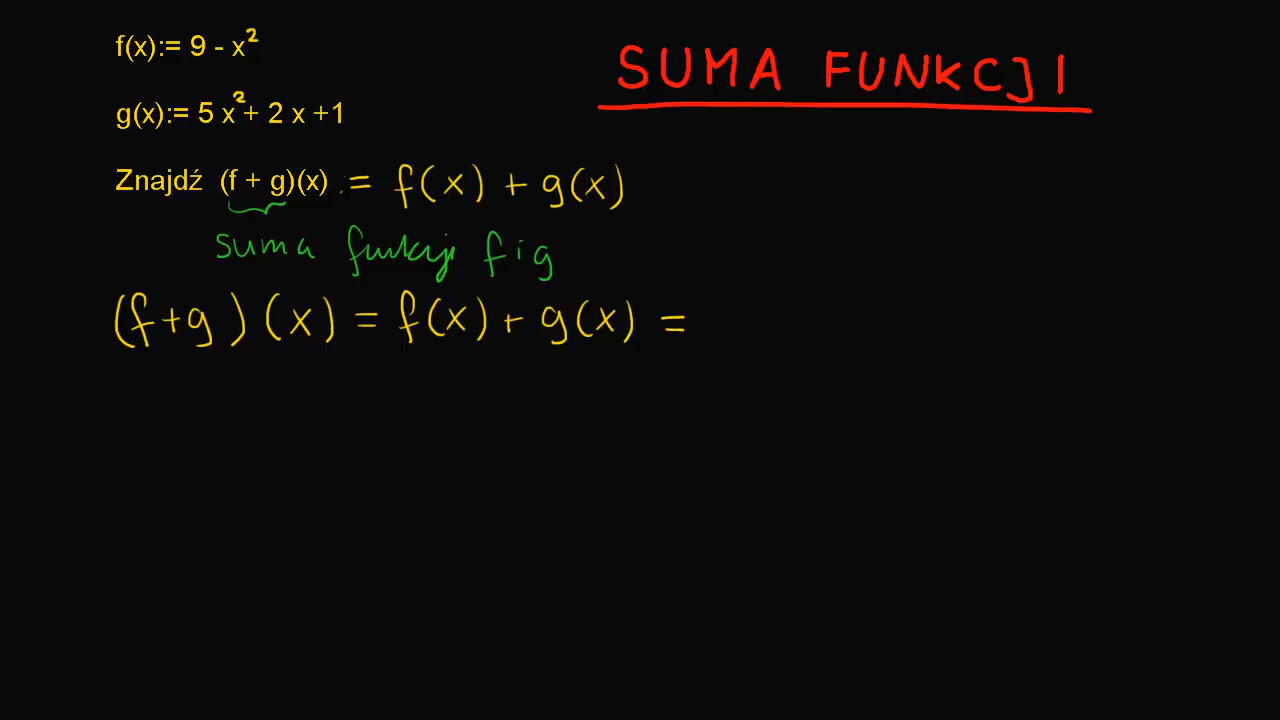 SUMA FUNKCJI
f(x):= 9 - x²
g(x):= 5 x²+ 2 x +1
Znajdź (f + g)(x) := f(x) + g(x)
suma funkcji f i g
(f+g)(x) = f(x) + g(x) =